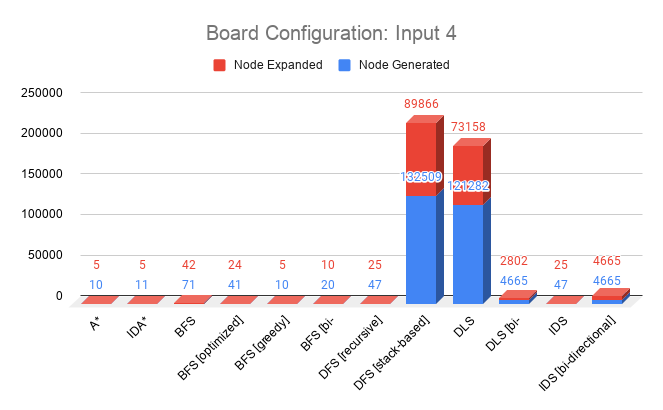 Board Configuration: Input 4
Node Expanded Node Generated
250000
200000
150000
100000
50000
0
5 5 42 24 5 10 25 89866 73158 2802 25 4665
10 11 71 41 10 20 47 132509 121282 4665 47 4665
A*
IDA*
BFS
BFS [optimized]
BFS [greedy]
BFS [bi-
DFS [recursive]
DFS [stack-based]
DLS
DLS [bi-
IDS
IDS [bi-directional]